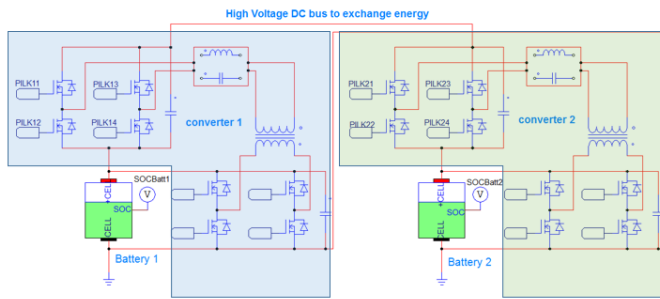 High Voltage DC bus to exchange energy
PILK11
PILK13
PILK12
PILK14
converter 1
PILK21
PILK23
PILK22
PILK24
converter 2
+CELL
SOCBatt1
V
SOC
CELL
Battery 1
+CELL
SOCBatt2
V
SOC
CELL
Battery 2